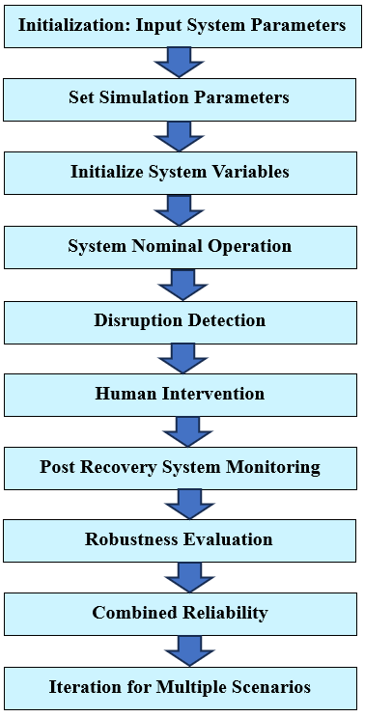 Initialization: Input System Parameters
Set Simulation Parameters
Initialize System Variables
System Nominal Operation
Disruption Detection
Human Intervention
Post Recovery System Monitoring
Robustness Evaluation
Combined Reliability
Iteration for Multiple Scenarios